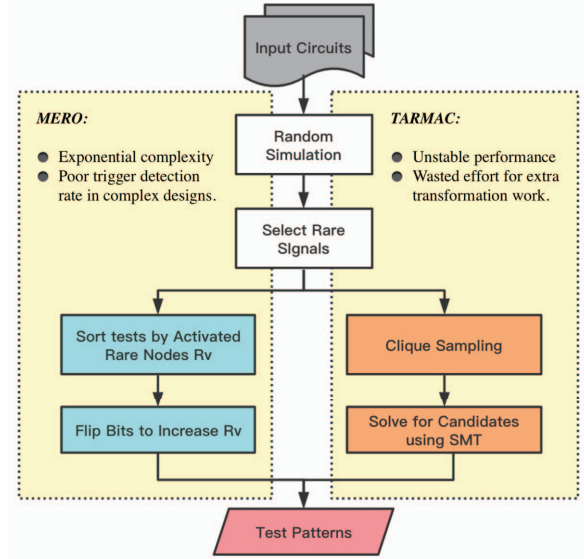 Input Circuits
MERO:
Exponential complexity
Poor trigger detection
rate in complex designs.
TARMAC:
Unstable performance
Wasted effort for extra
transformation work.
Random
Simulation
Select Rare
SIgnals
Sort tests by Activated
Rare Nodes Rv
Flip Bits to Increase Rv
Clique Sampling
Solve for Candidates
using SMT
Test Patterns